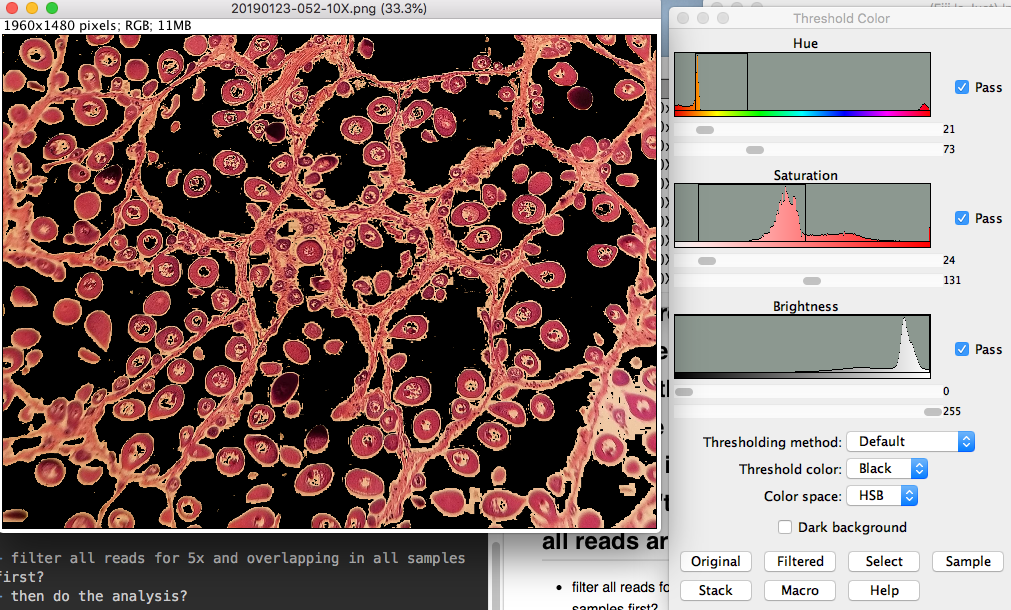 20190123-052-10X.png (33.3%)
1960x1480 pixels; RGB; 11MB
Threshold Color
Hue
Pass
21
73
Saturation
Pass
24
131
Brightness
Pass
0
255
Thresholding method: Default
Threshold color: Black
Color space: HSB
Dark background
Original Filtered Select Sample
Stack Macro Help
- filter all reads for 5x and overlapping in all samples
first?
- then do the analysis?
all reads ar
• filter all reads fo
samples first?